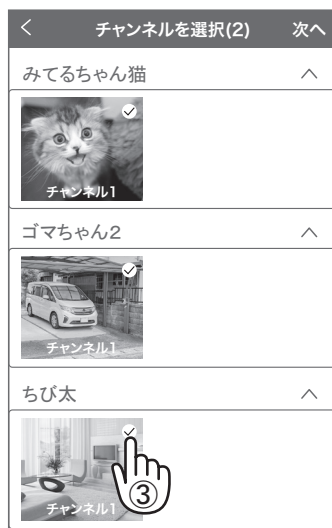 チャンネルを選択(2) 次へ
みてるちゃん猫
チャンネル1
ゴマちゃん2
チャンネル1
ちび太
③
チャンネル1